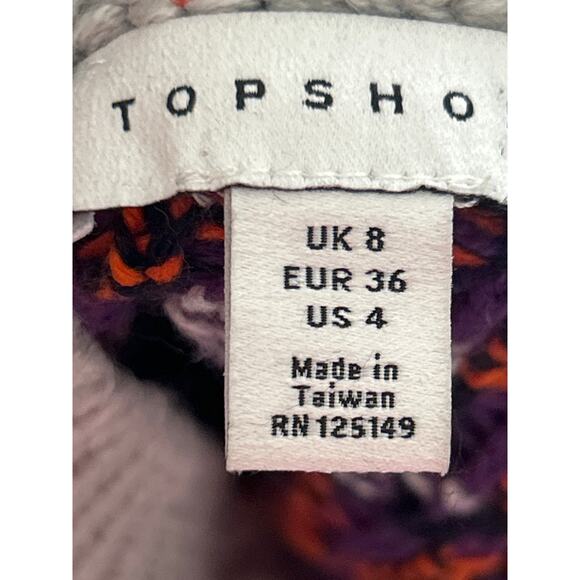 TOPSHO
UK 8
EUR 36
US 4
Made in
Taiwan
RN 125149